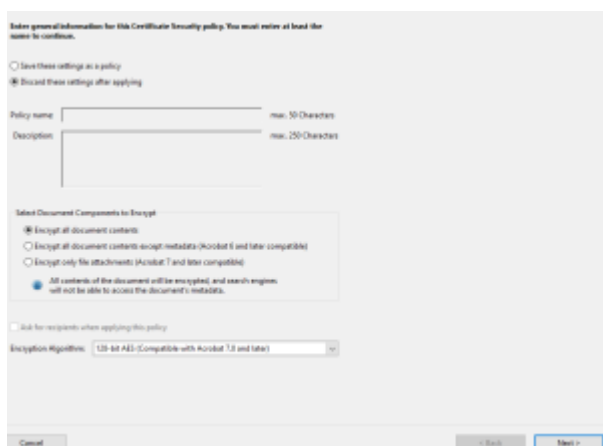 Enter general information for this Certificate Security policy. You must enter at least the
name to continue.
Save these settings as a policy
Discard these settings after applying
Policy name: max. 50 Characters
Description: max. 250 Characters
Select Document Components to Encrypt
Encrypt all document contents
Encrypt all document contents except metadata (Acrobat 6 and later compatible)
Encrypt only file attachments (Acrobat 7 and later compatible)
All contents of the document will be encrypted, and search engines
will not be able to access the document's metadata.
Ask for recipients when applying this policy
Encryption Algorithm: 128-bit AES (Compatible with Acrobat 7.0 and later)
Cancel < Back Next >